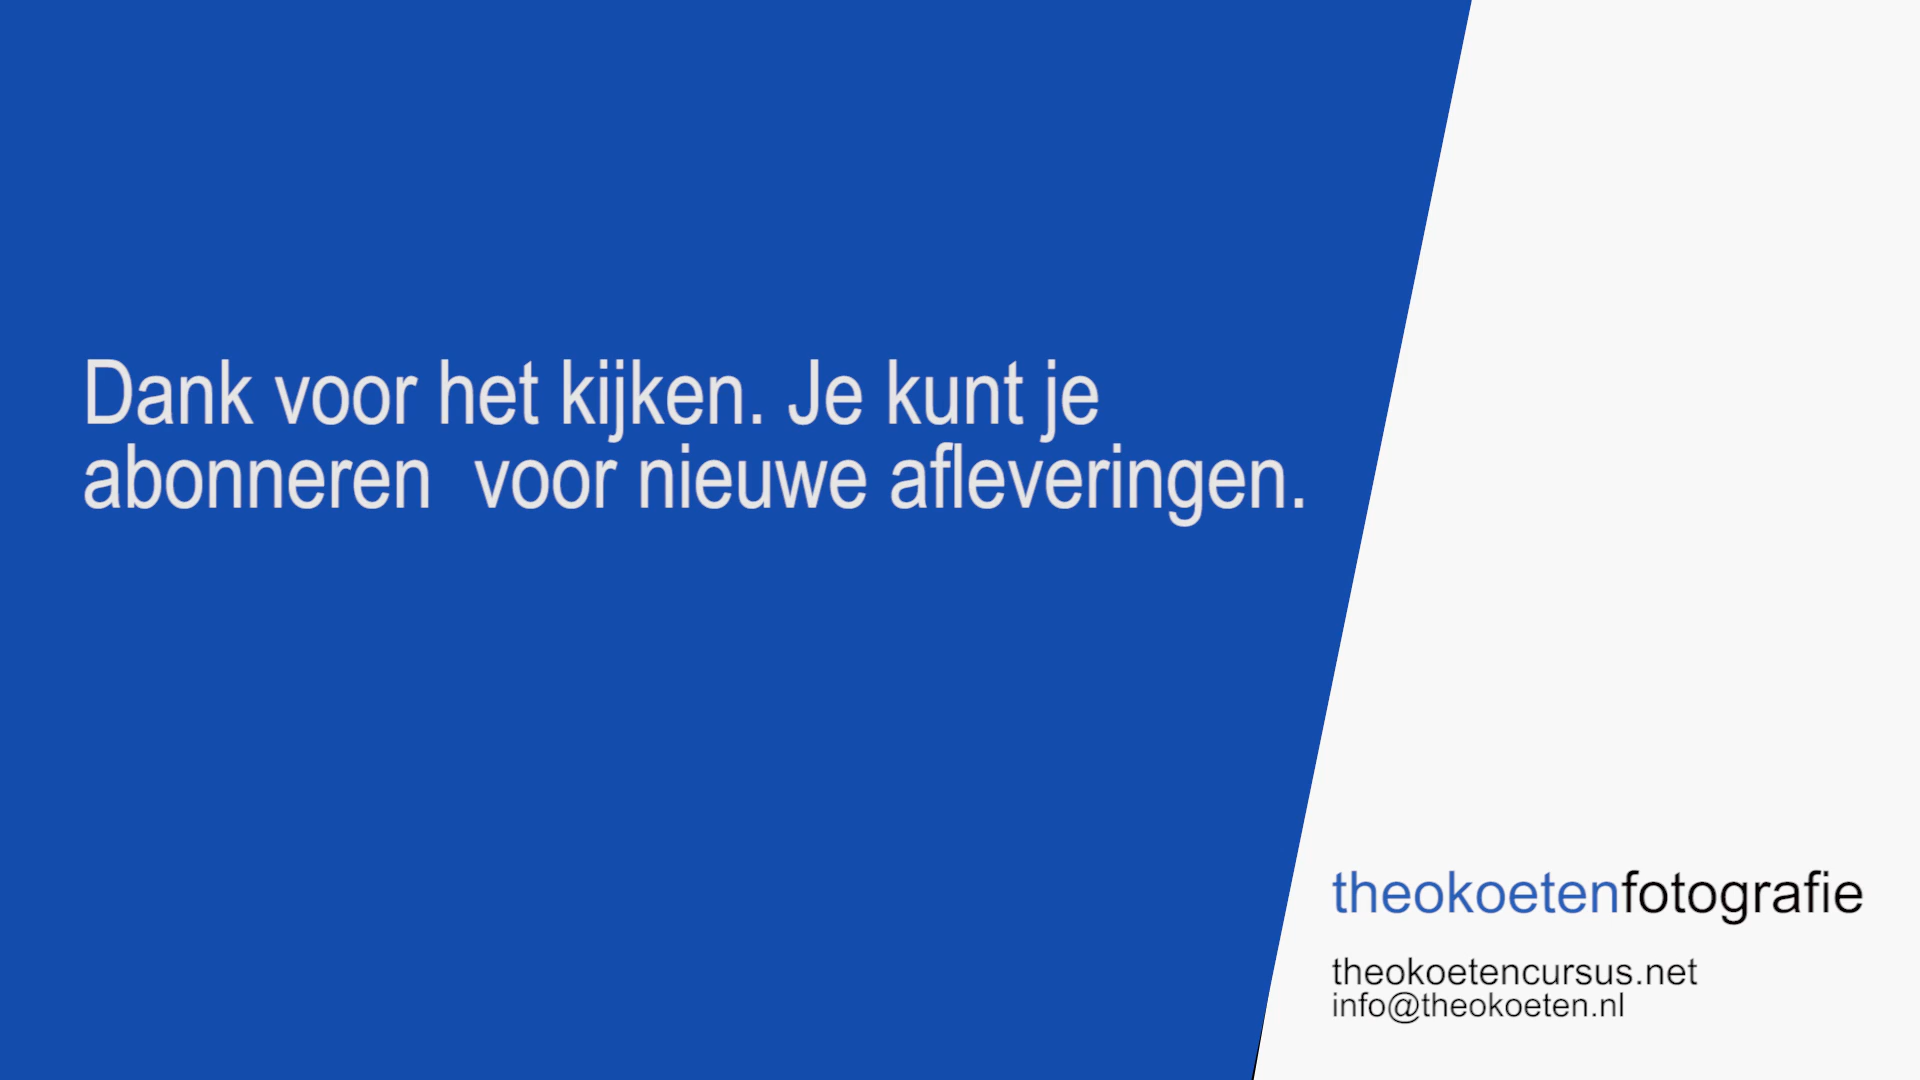 Dank voor het kijken. Je kunt je
abonneren  voor nieuwe afleveringen.
theokoetenfotografie
theokoetencursus.net
info@theokoeten.nl